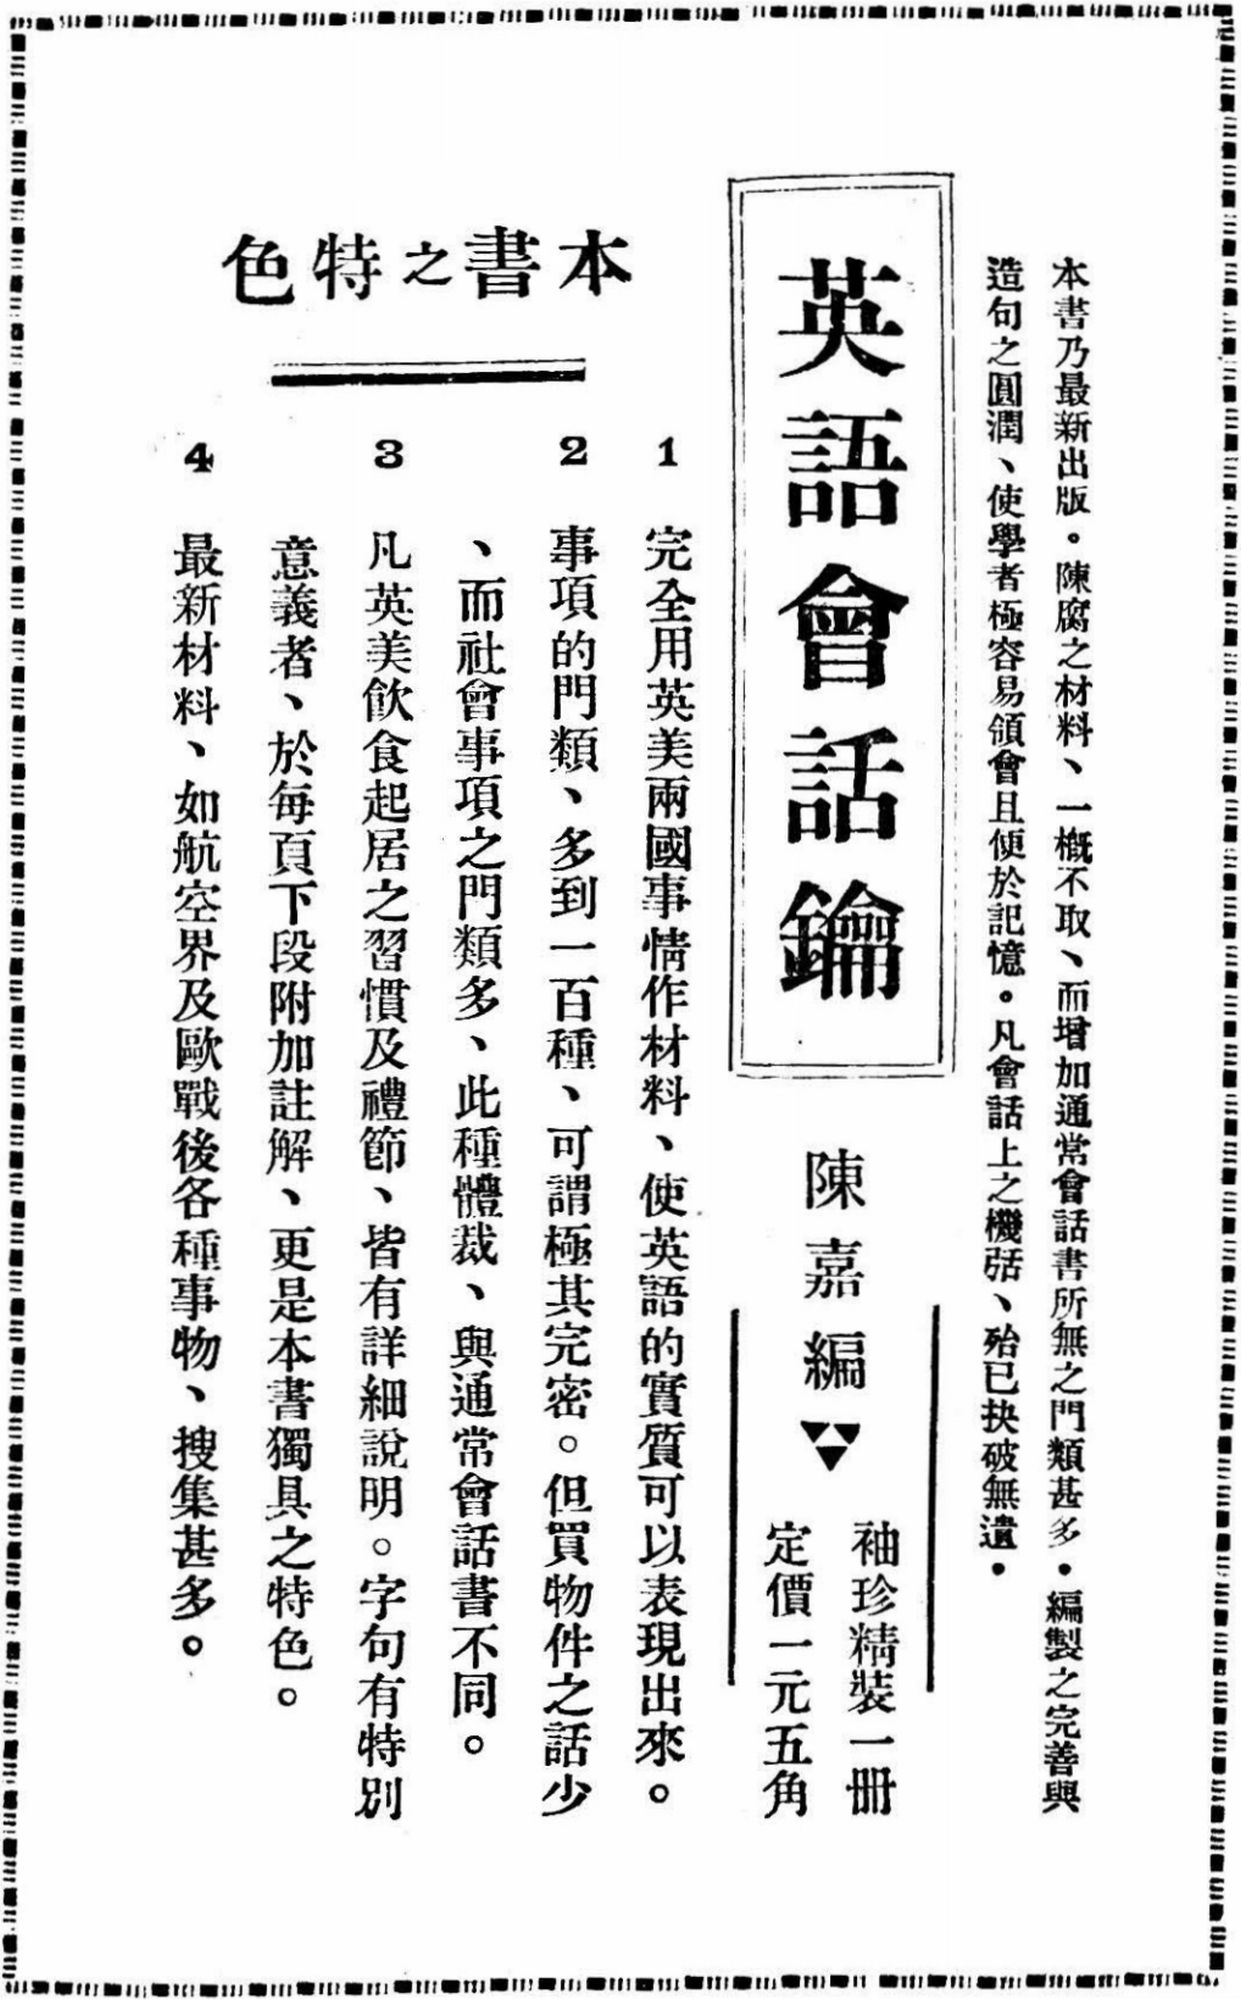 本書乃最新出版。陳腐之材料、一概不取、而增加通常會話書所無之門類甚多・編製之完善與
造句之圓潤、使學者極容易領會且便於記憶。凡會話上之機括、殆已抉破無遺・
英語會話鑰
陳嘉編
袖珍精裝一冊
定價一元五角
本書之特色
1 完全用英美兩國事情作材料、使英語的實質可以表現出來。
2 事項的門類、多到一百種、可謂極其完密。但買物件之話少
、而社會事項之門類多、此種體裁、與通常會話書不同。
3 凡英美飲食起居之習慣及禮節、皆有詳細說明。字句有特別
意義者、於每頁下段附加註解、更是本書獨具之特色。
4 最新材料、如航空界及歐戰後各種事物、搜集甚多。